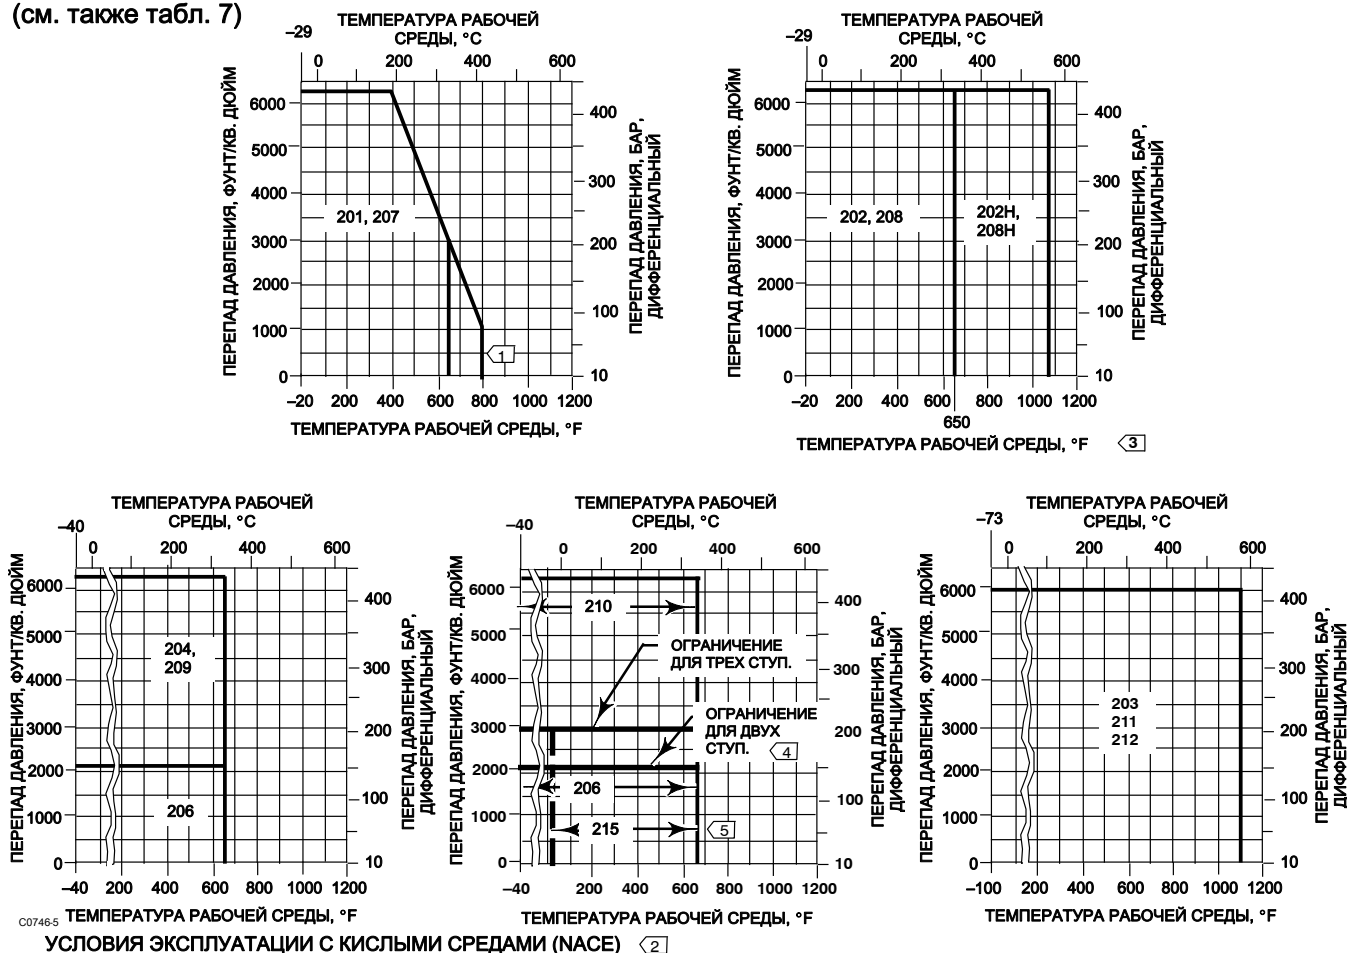 (см. также табл. 7)
ТЕМПЕРАТУРА РАБОЧЕЙ
СРЕДЫ, °C
–29
0 200 400 600
ПЕРЕПАД ДАВЛЕНИЯ, ФУНТ/КВ. ДЮЙМ
6000
5000
4000
3000
2000
1000
0
201, 207
1
400
300
200
100
10
ПЕРЕПАД ДАВЛЕНИЯ, БАР,
ДИФФЕРЕНЦИАЛЬНЫЙ
–20 200 400 600 800 1000 1200
ТЕМПЕРАТУРА РАБОЧЕЙ СРЕДЫ, °F
ТЕМПЕРАТУРА РАБОЧЕЙ
СРЕДЫ, °C
–29
0 200 400 600
ПЕРЕПАД ДАВЛЕНИЯ, ФУНТ/КВ. ДЮЙМ
6000
5000
4000
3000
2000
1000
0
202, 208
202H,
208H
400
300
200
100
10
ПЕРЕПАД ДАВЛЕНИЯ, БАР,
ДИФФЕРЕНЦИАЛЬНЫЙ
–20 200 400 600 800 1000 1200
650
ТЕМПЕРАТУРА РАБОЧЕЙ СРЕДЫ, °F
3
ТЕМПЕРАТУРА РАБОЧЕЙ
СРЕДЫ, °C
–40
0 200 400 600
ПЕРЕПАД ДАВЛЕНИЯ, ФУНТ/КВ. ДЮЙМ
6000
5000
4000
3000
2000
1000
0
204,
209
206
400
300
200
100
10
ПЕРЕПАД ДАВЛЕНИЯ, БАР,
ДИФФЕРЕНЦИАЛЬНЫЙ
–40 200 400 600 800 1000 1200
C0746-5
ТЕМПЕРАТУРА РАБОЧЕЙ СРЕДЫ, °F
ТЕМПЕРАТУРА РАБОЧЕЙ
СРЕДЫ, °C
–40
0 200 400 600
ПЕРЕПАД ДАВЛЕНИЯ, ФУНТ/КВ. ДЮЙМ
6000
5000
4000
3000
2000
1000
0
210
ОГРАНИЧЕНИЕ
ДЛЯ ТРЕХ СТУП.
ОГРАНИЧЕНИЕ
ДЛЯ ДВУХ
СТУП.
4
206
215
5
400
300
200
100
10
ПЕРЕПАД ДАВЛЕНИЯ, БАР,
ДИФФЕРЕНЦИАЛЬНЫЙ
–40 200 400 600 800 1000 1200
ТЕМПЕРАТУРА РАБОЧЕЙ СРЕДЫ, °F
ТЕМПЕРАТУРА РАБОЧЕЙ
СРЕДЫ, °C
–73
0 200 400 600
ПЕРЕПАД ДАВЛЕНИЯ, ФУНТ/КВ. ДЮЙМ
6000
5000
4000
3000
2000
1000
0
203
211
212
400
300
200
100
10
ПЕРЕПАД ДАВЛЕНИЯ, БАР,
ДИФФЕРЕНЦИАЛЬНЫЙ
–100 200 400 600 800 1000 1200
ТЕМПЕРАТУРА РАБОЧЕЙ СРЕДЫ, °F
УСЛОВИЯ ЭКСПЛУАТАЦИИ С КИСЛЫМИ СРЕДАМИ (NACE) 2